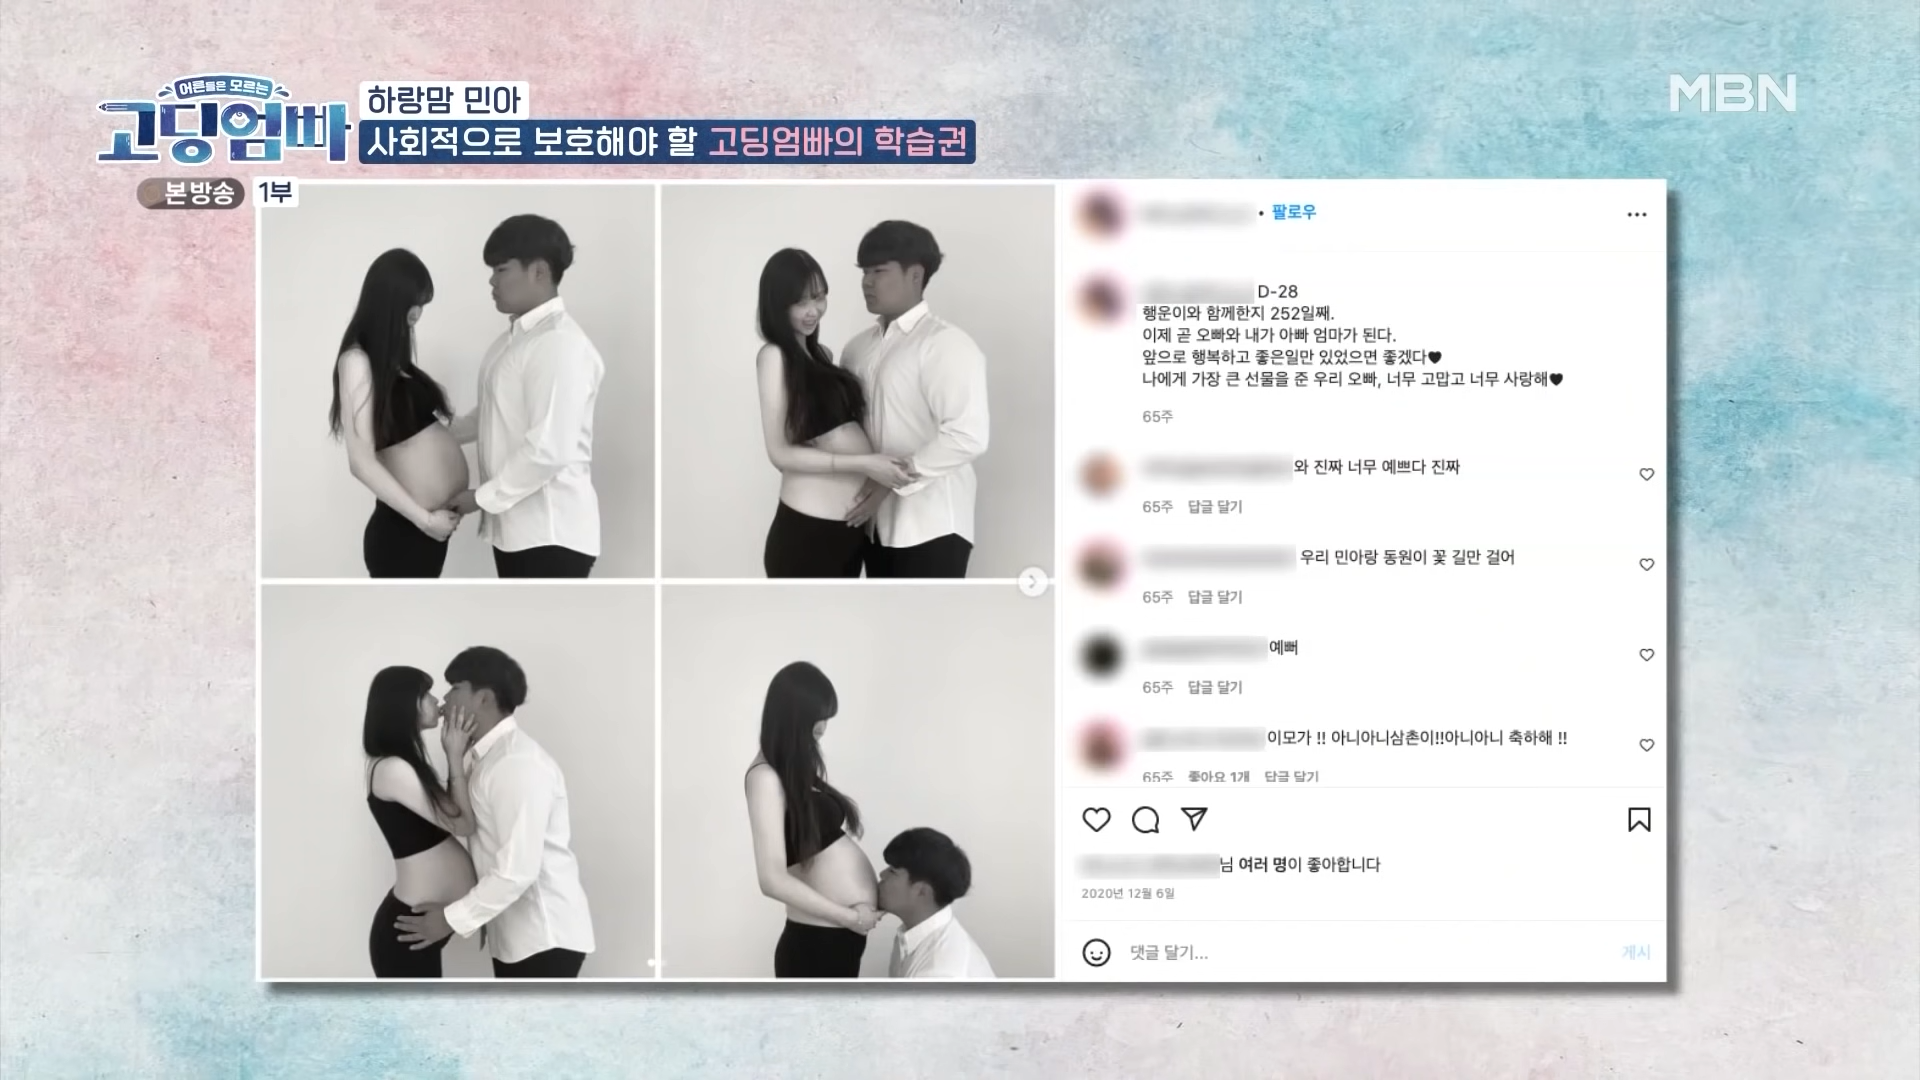 어른들은 모르는
고딩엄빠
하랑맘 민아
사회적으로 보호해야 할 고딩엄빠의 학습권
MBN
본방송 1부
• 팔로우
D-28
행운이와 함께한지 252일째.
이제 곧 오빠와 내가 아빠 엄마가 된다.
앞으로 행복하고 좋은일만 있었으면 좋겠다♥
나에게 가장 큰 선물을 준 우리 오빠, 너무 고맙고 너무 사랑해♥
65주
와 진짜 너무 예쁘다 진짜
65주 답글 달기
우리 민아랑 동원이 꽃 길만 걸어
65주 답글 달기
예뻐
65주 답글 달기
이모가 !! 아니아니삼촌이!!아니아니 축하해 !!
65주 좋아요 1개 답글 달기
님 여러 명이 좋아합니다
2020년 12월 6일
댓글 달기...
게시